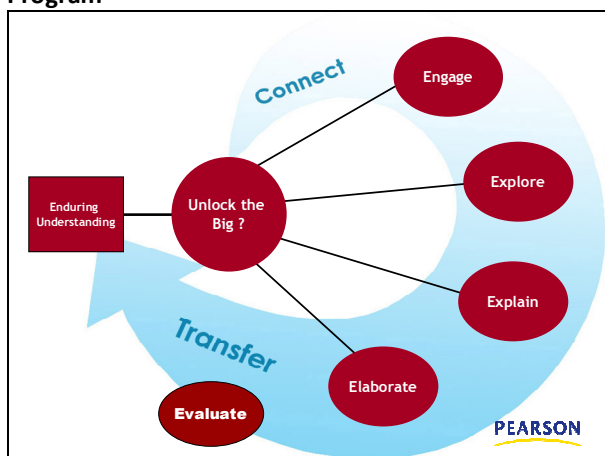 Program
Connect
Engage
Explore
Enduring
Understanding
Unlock the
Big ?
Explain
Transfer
Elaborate
Evaluate
PEARSON